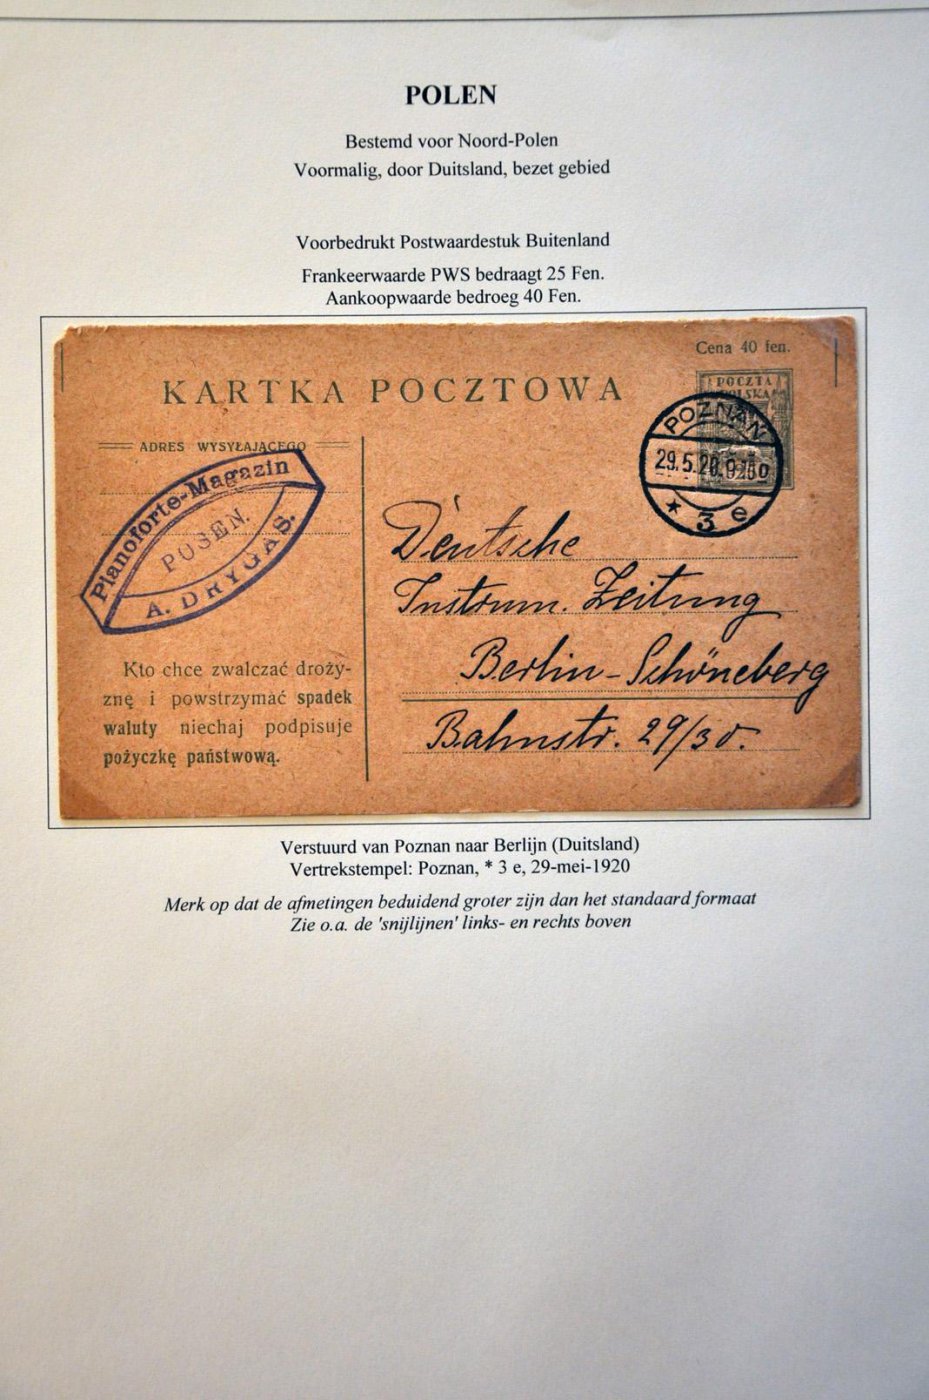 POLEN
Bestemd voor Noord-Polen
Voormalig, door Duitsland, bezet gebied
Voorbedrukt Postwaardestuk Buitenland
Frankeerwaarde PWS bedraagt 25 Fen.
Aankoopwaarde bedroeg 40 Fen.
Cena 40 fen.
KARTKA POCZTOWA
POCZTA
POLSKA
POZNAŃ
29.5.20.
* 3 e
ADRES WYSYŁAJĄCEGO
Pianoforte-Magazin
POSEN.
A. DRYGAS.
Deutsche
Instrum. Zeitung
Berlin-Schöneberg
Bahnstr. 29/30.
Kto chce zwalczać droży-
znę i powstrzymać spadek
waluty niechaj podpisuje
pożyczkę państwową.
Verstuurd van Poznan naar Berlijn (Duitsland)
Vertrekstempel: Poznan, * 3 e, 29-mei-1920
Merk op dat de afmetingen beduidend groter zijn dan het standaard formaat
Zie o.a. de 'snijlijnen' links- en rechts boven